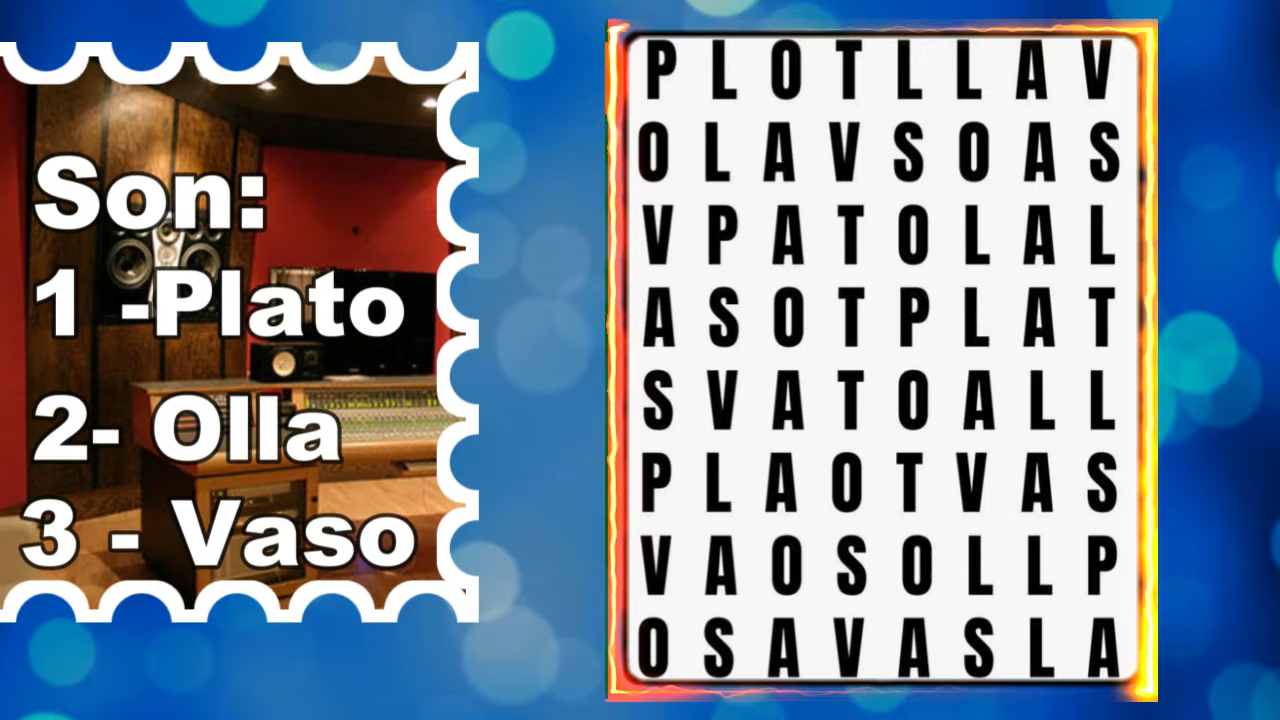 Son:
1 -Plato
2- Olla
3 - Vaso
P L O T L L A V
O L A V S O A S
V P A T O L A L
A S O T P L A T
S V A T O A L L
P L A O T V A S
V A O S O L L P
O S A V A S L A